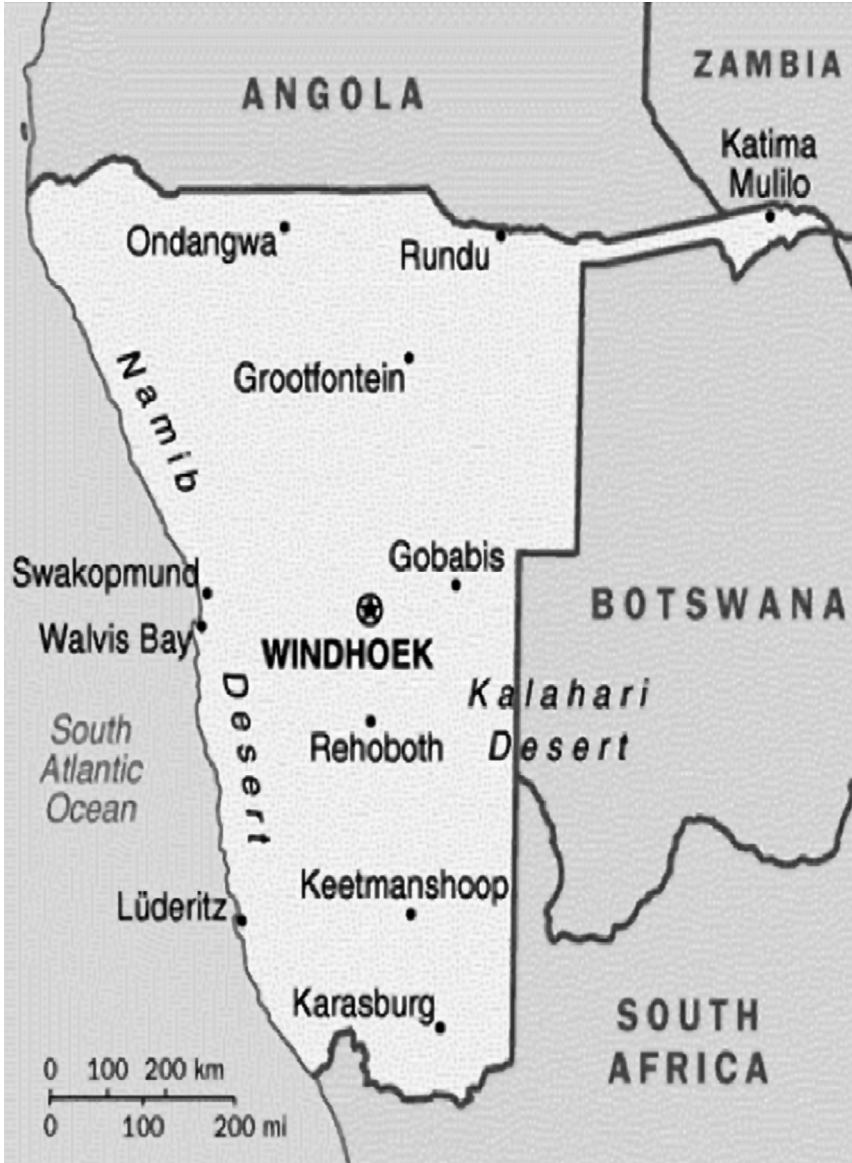 ANGOLA
ZAMBIA
Katima
Mulilo
Ondangwa
Rundu
Grootfontein
Namib
Desert
Swakopmund
Gobabis
BOTSWANA
Walvis Bay
WINDHOEK
Kalahari
Desert
South
Atlantic
Ocean
Rehoboth
Keetmanshoop
Lüderitz
Karasburg
SOUTH
AFRICA
0 100 200 km
0 100 200 mi